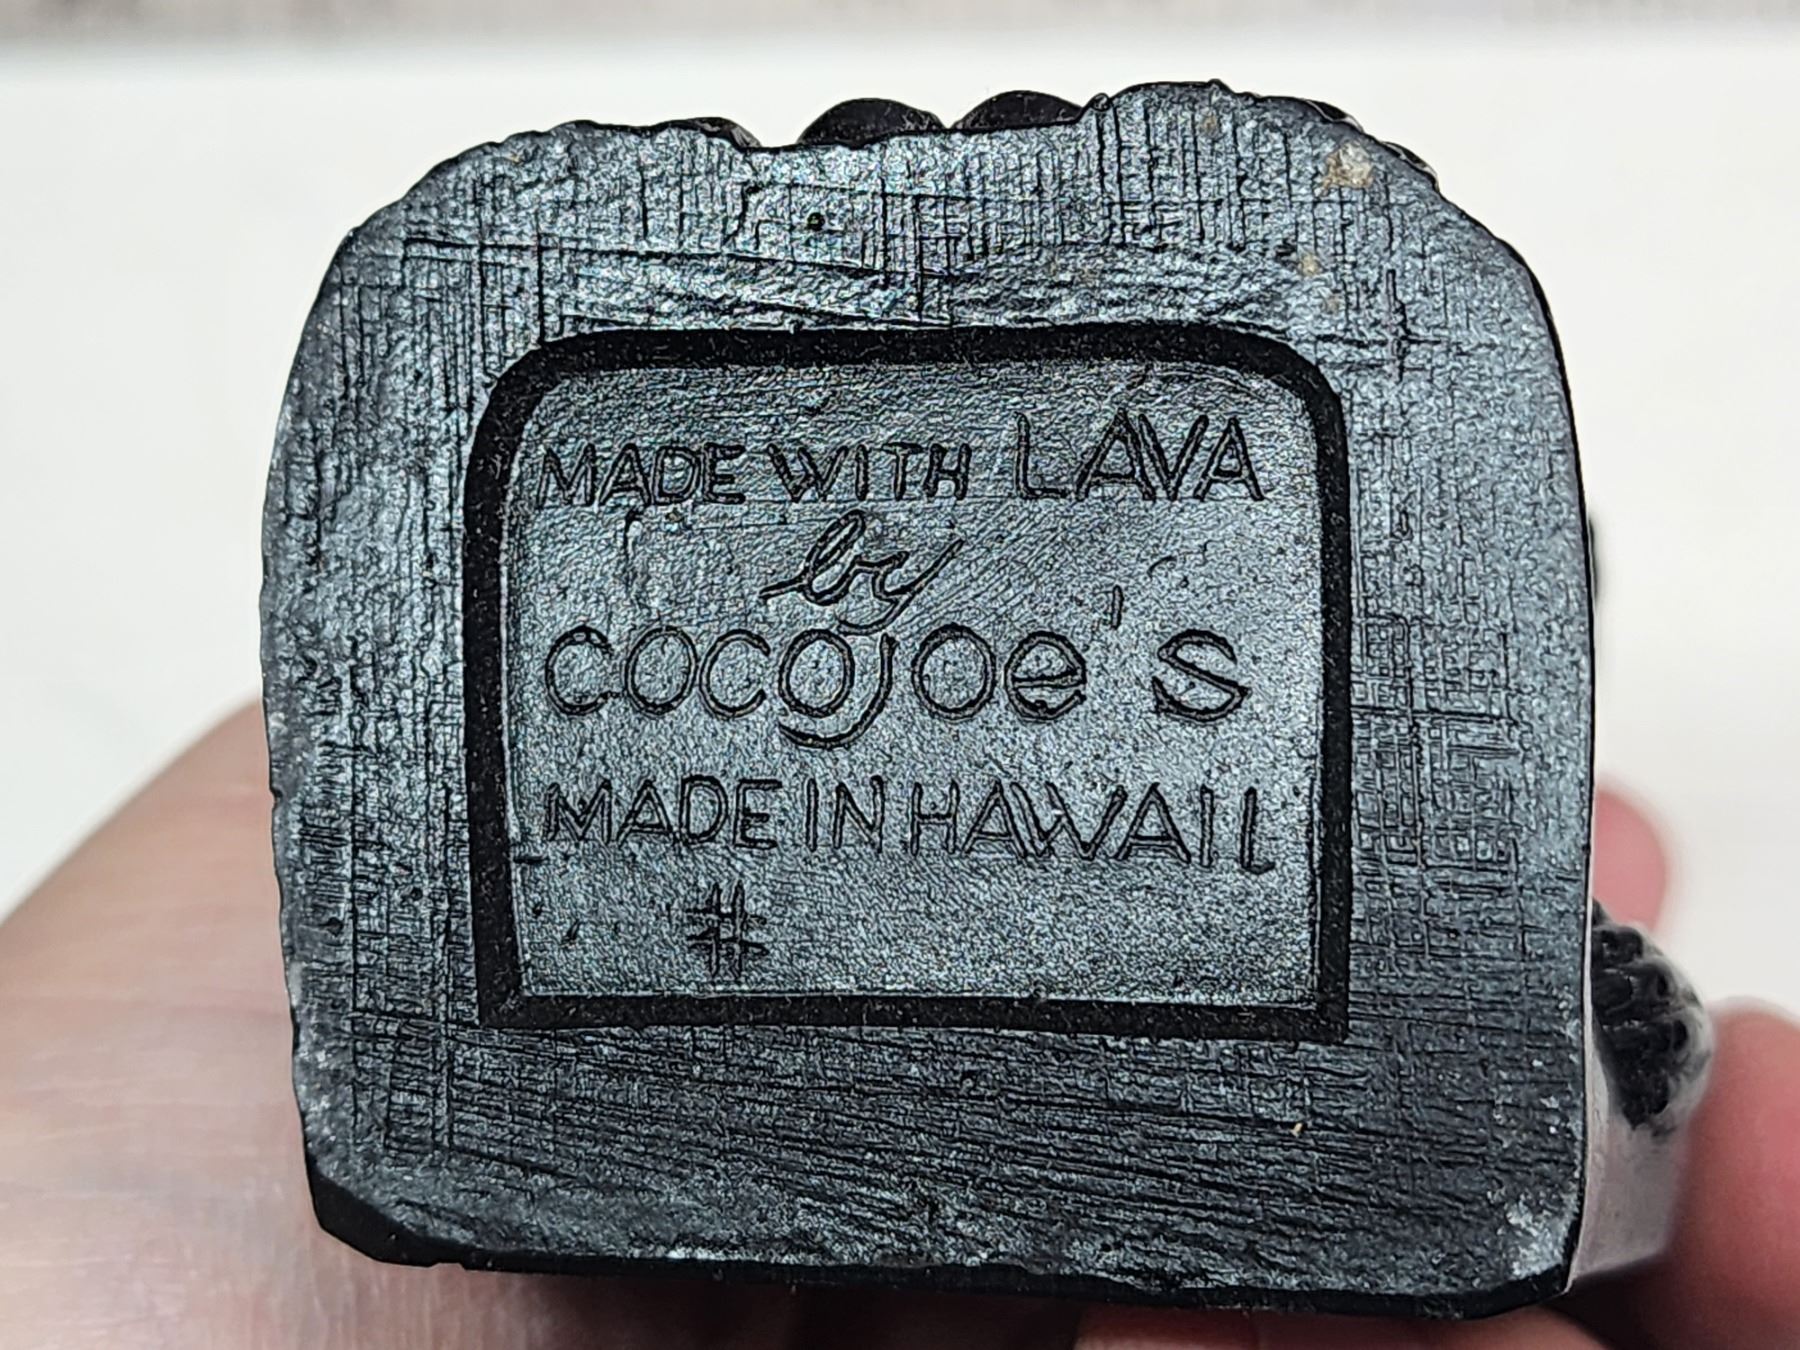 MADE WITH LAVA
by
cocojoe's
MADE IN HAWAII
#